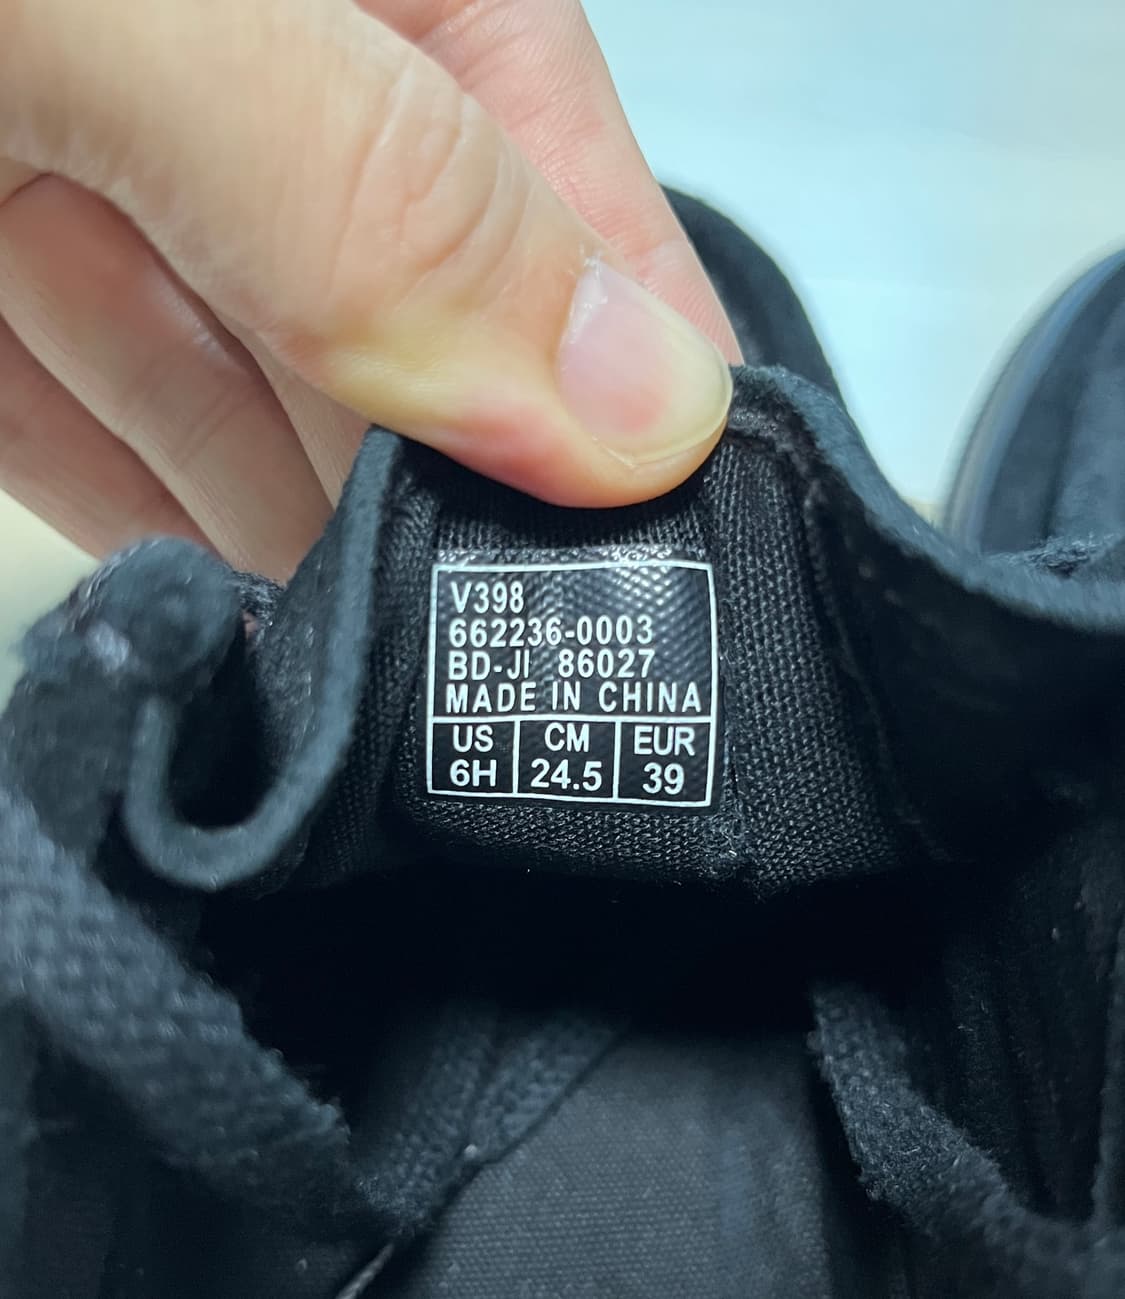 V398
662236-0003
BD-JI 86027
MADE IN CHINA
US CM EUR
6H 24.5 39